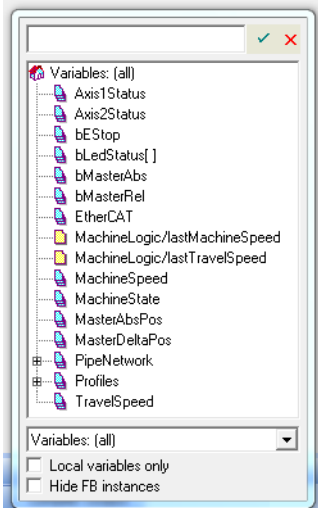 Variables: (all)
Axis1Status
Axis2Status
bEStop
bLedStatus[ ]
bMasterAbs
bMasterRel
EtherCAT
MachineLogic/lastMachineSpeed
MachineLogic/lastTravelSpeed
MachineSpeed
MachineState
MasterAbsPos
MasterDeltaPos
PipeNetwork
Profiles
TravelSpeed
Variables: (all)
Local variables only
Hide FB instances